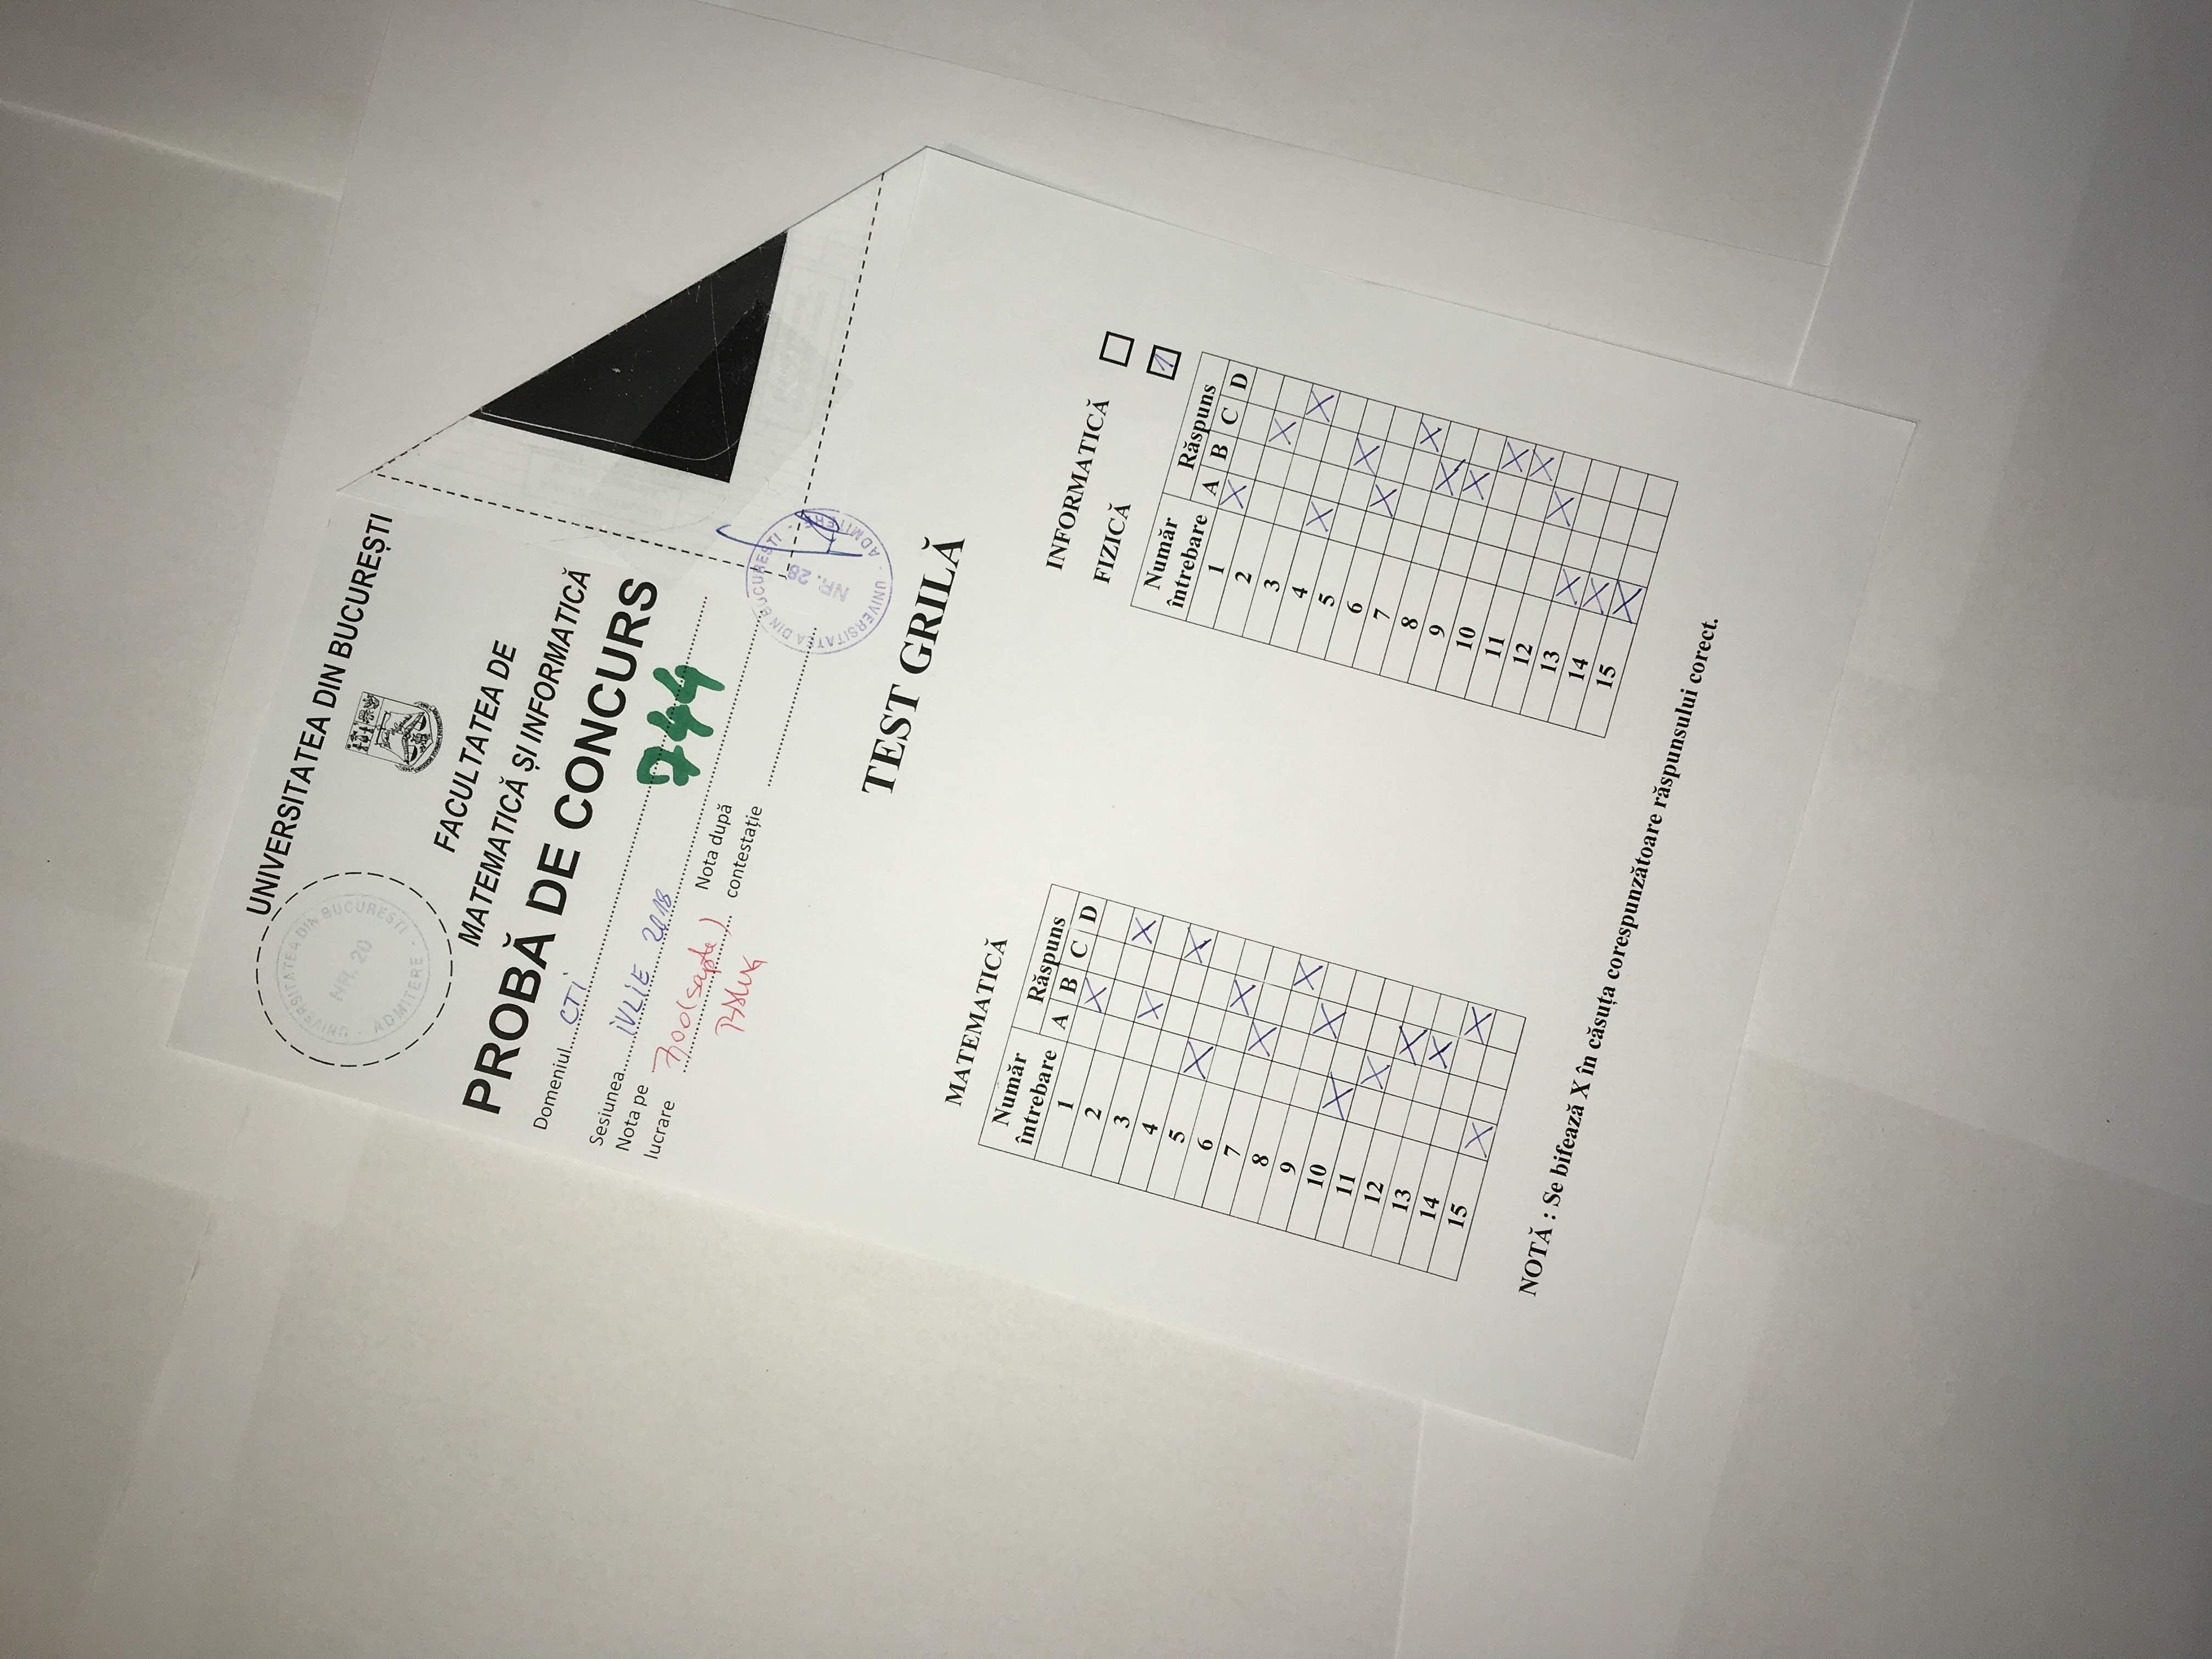 UNIVERSITATEA DIN BUCUREȘTI
UNIVERSITATEA DIN BUCUREȘTI - ADMITERE -
NR. 20
FACULTATEA DE
MATEMATICĂ ȘI INFORMATICĂ
PROBĂ DE CONCURS
Domeniul CTi
Sesiunea iULiE 2018
744
Nota pe lucrare 7,00 (șapte)
Nota după contestație
UNIVERSITATEA DIN BUCUREȘTI - ADMITERE -
NR. 28
TEST GRILĂ
MATEMATICĂ
Număr întrebare Răspuns
A B C D
1 X
2 X
3 X
4 X
5 X
6 X
7 X
8 X
9 X
10 X
11 X
12 X
13 X
14 X
15 X
INFORMATICĂ
FIZICĂ 1
Număr întrebare Răspuns
A B C D
1 X
2 X
3 X
4 X
5 X
6 X
7 X
8 X
9 X
10 X
11 X
12 X
13 X
14 X
15 X
NOTĂ : Se bifează X în căsuța corespunzătoare răspunsului corect.